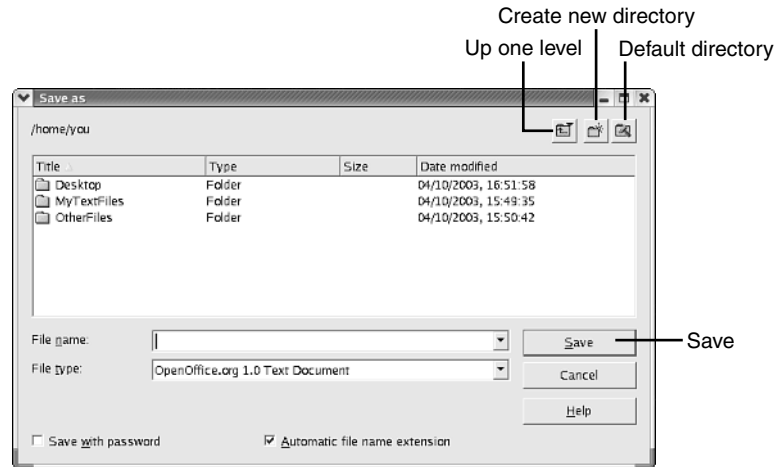 Create new directory
Up one level
Default directory
Save as
/home/you
Title Type Size Date modified
Desktop Folder 04/10/2003, 16:51:58
MyTextFiles Folder 04/10/2003, 15:49:35
OtherFiles Folder 04/10/2003, 15:50:42
File name:
Save
Save
File type: OpenOffice.org 1.0 Text Document
Cancel
Help
Save with password
Automatic file name extension